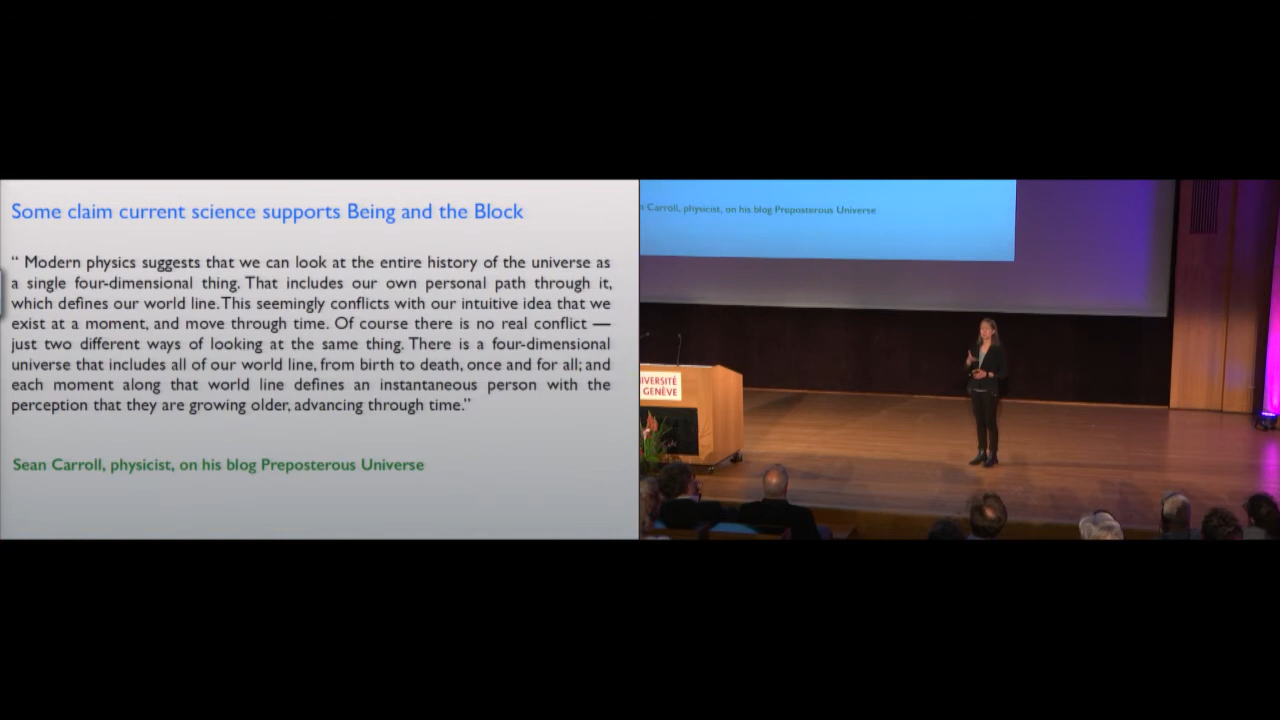 Some claim current science supports Being and the Block
“ Modern physics suggests that we can look at the entire history of the universe as
a single four-dimensional thing. That includes our own personal path through it,
which defines our world line. This seemingly conflicts with our intuitive idea that we
exist at a moment, and move through time. Of course there is no real conflict —
just two different ways of looking at the same thing. There is a four-dimensional
universe that includes all of our world line, from birth to death, once and for all; and
each moment along that world line defines an instantaneous person with the
perception that they are growing older, advancing through time.”
Sean Carroll, physicist, on his blog Preposterous Universe
Carroll, physicist, on his blog Preposterous Universe
IVERSITÉ
GENÈVE